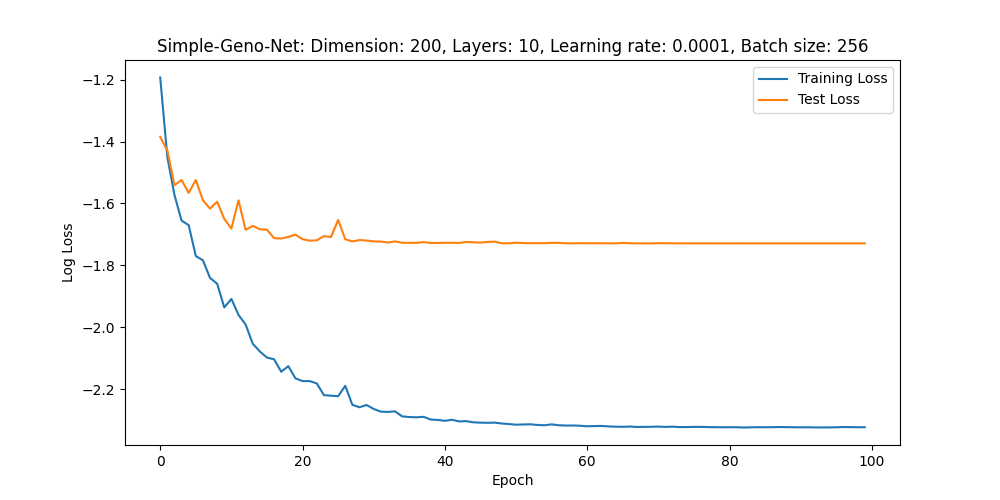 Simple-Geno-Net: Dimension: 200, Layers: 10, Learning rate: 0.0001, Batch size: 256
Training Loss
Test Loss
Log Loss
−1.2
−1.4
−1.6
−1.8
−2.0
−2.2
0 20 40 60 80 100
Epoch